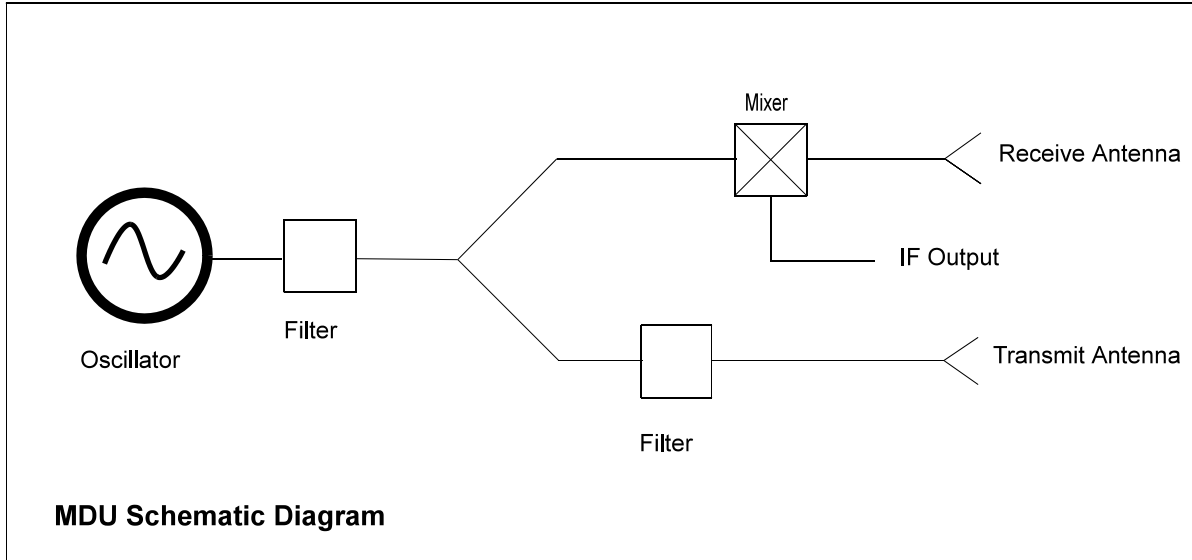 Mixer
Receive Antenna
IF Output
Filter
Oscillator
Transmit Antenna
Filter
MDU Schematic Diagram